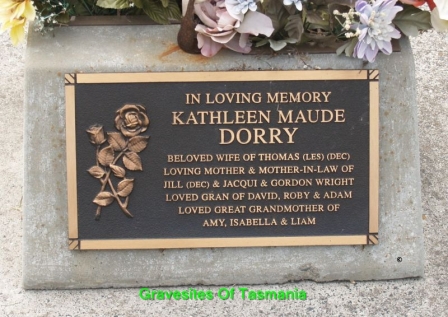 IN LOVING MEMORY
KATHLEEN MAUDE
DORRY
BELOVED WIFE OF THOMAS (LES) (DEC)
LOVING MOTHER & MOTHER-IN-LAW OF
JILL (DEC) & JACQUI & GORDON WRIGHT
LOVED GRAN OF DAVID, ROBY & ADAM
LOVED GREAT GRANDMOTHER OF
AMY, ISABELLA & LIAM
©
Gravesites Of Tasmania